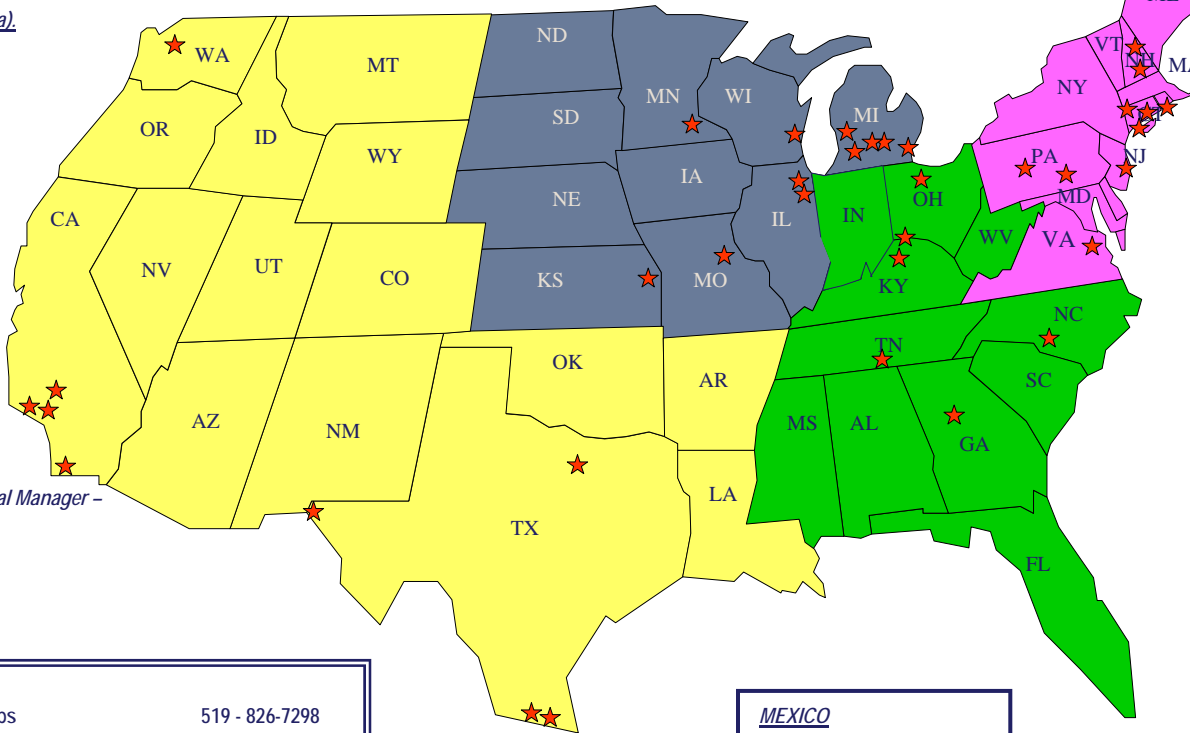 a).
WA
MT
ND
MN
WI
MI
VT
NH
NY
OR
ID
SD
WY
IA
NE
IL
IN
OH
PA
NJ
MD
CA
NV
UT
CO
KS
MO
WV
VA
KY
OK
AR
TN
NC
SC
AZ
NM
MS
AL
GA
al Manager –
LA
TX
FL
519 - 826-7298
MEXICO